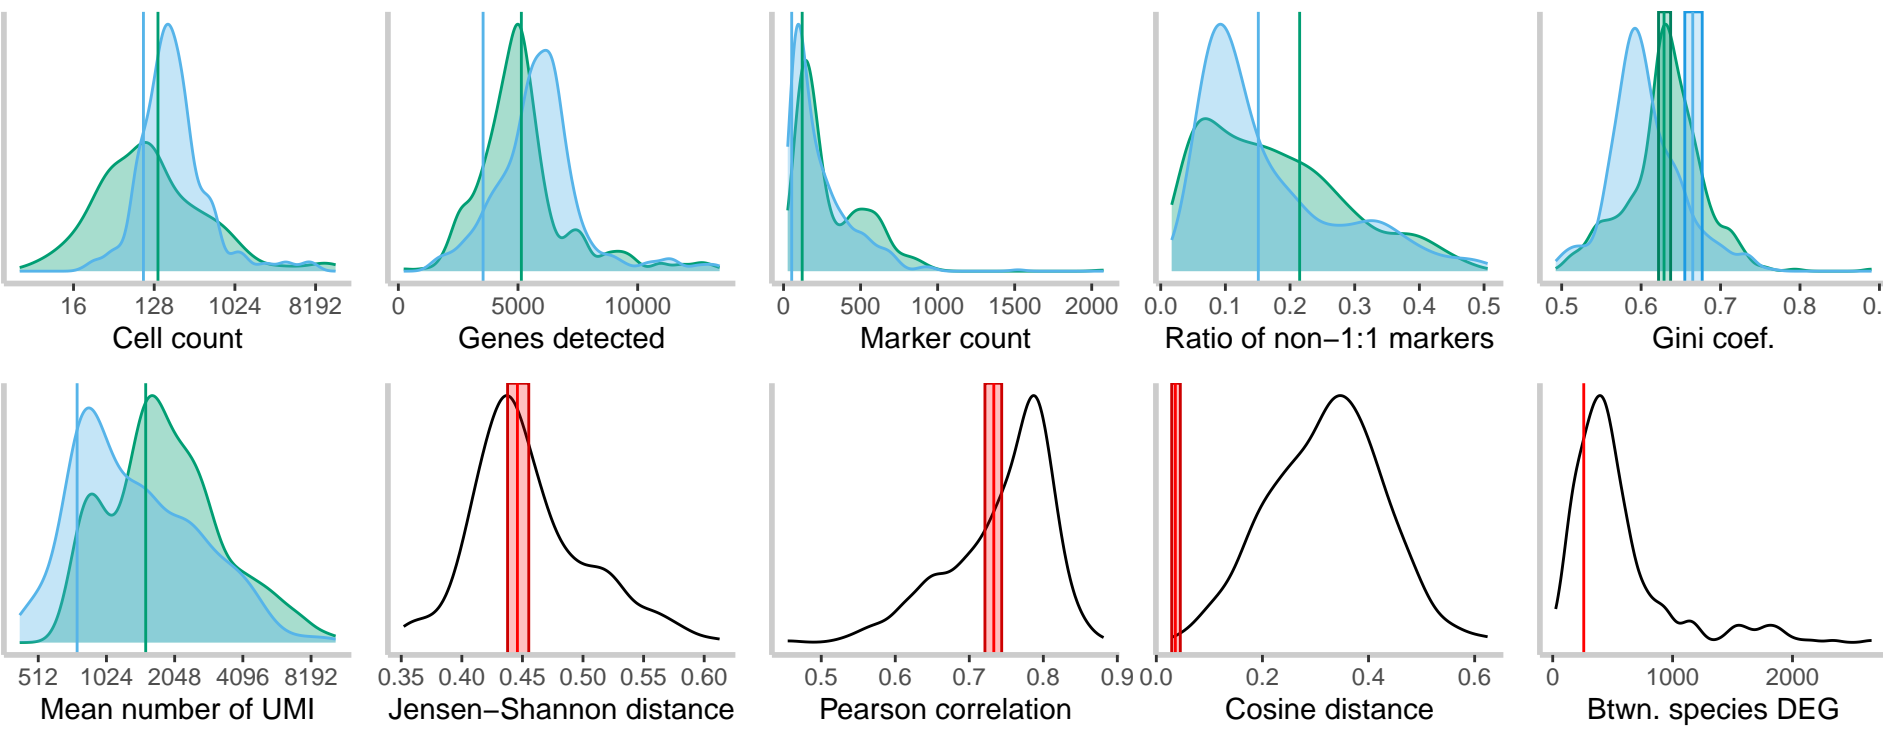 16 128 1024 8192
Cell count
0 5000 10000
Genes detected
0 500 1000 1500 2000
Marker count
0.0 0.1 0.2 0.3 0.4 0.5
Ratio of non−1:1 markers
0.5 0.6 0.7 0.8 0.
Gini coef.
512 1024 2048 4096 8192
Mean number of UMI
0.35 0.40 0.45 0.50 0.55 0.60
Jensen−Shannon distance
0.5 0.6 0.7 0.8 0.9
Pearson correlation
0.0 0.2 0.4 0.6
Cosine distance
0 1000 2000
Btwn. species DEG